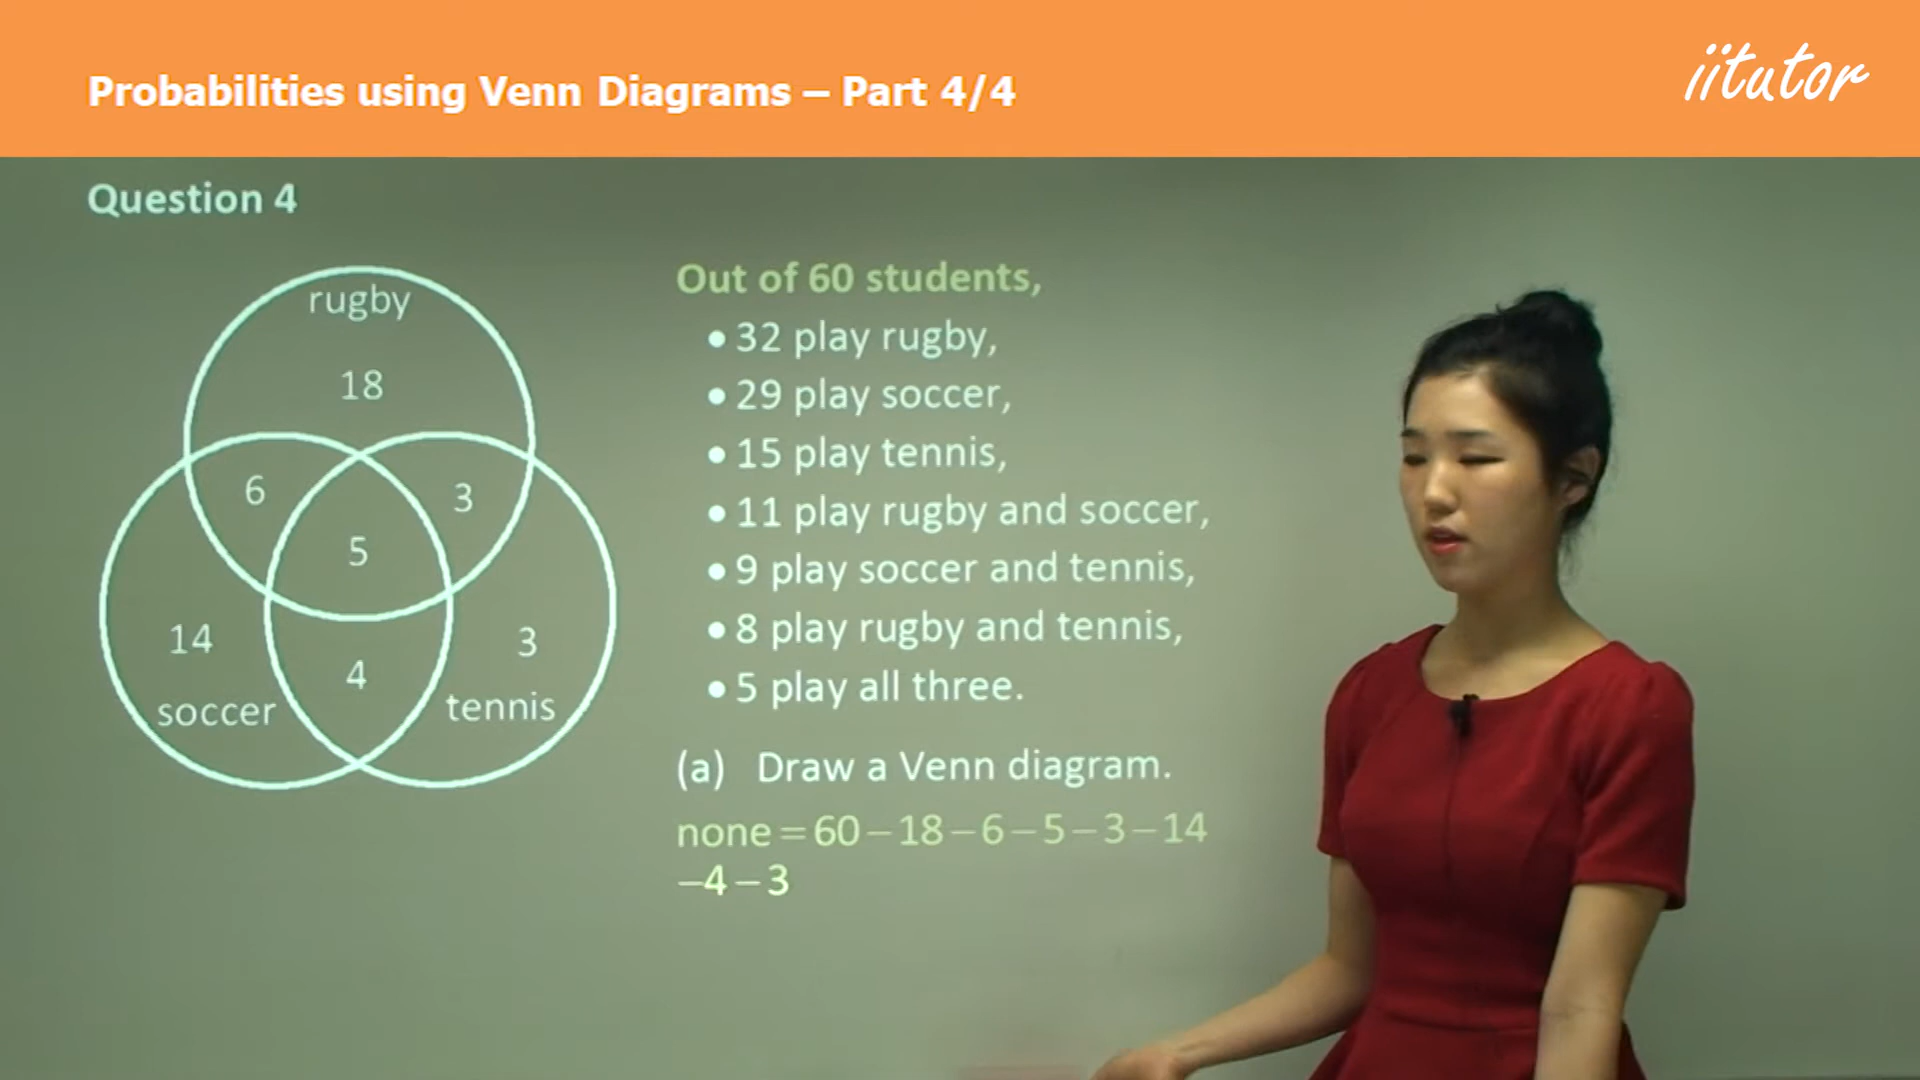 Probabilities using Venn Diagrams – Part 4/4
iitutor
Question 4
rugby
18
6
3
5
14
3
4
soccer
tennis
Out of 60 students,
• 32 play rugby,
• 29 play soccer,
• 15 play tennis,
• 11 play rugby and soccer,
• 9 play soccer and tennis,
• 8 play rugby and tennis,
• 5 play all three.
(a) Draw a Venn diagram.
none = 60 – 18 – 6 – 5 – 3 – 14
–4 – 3